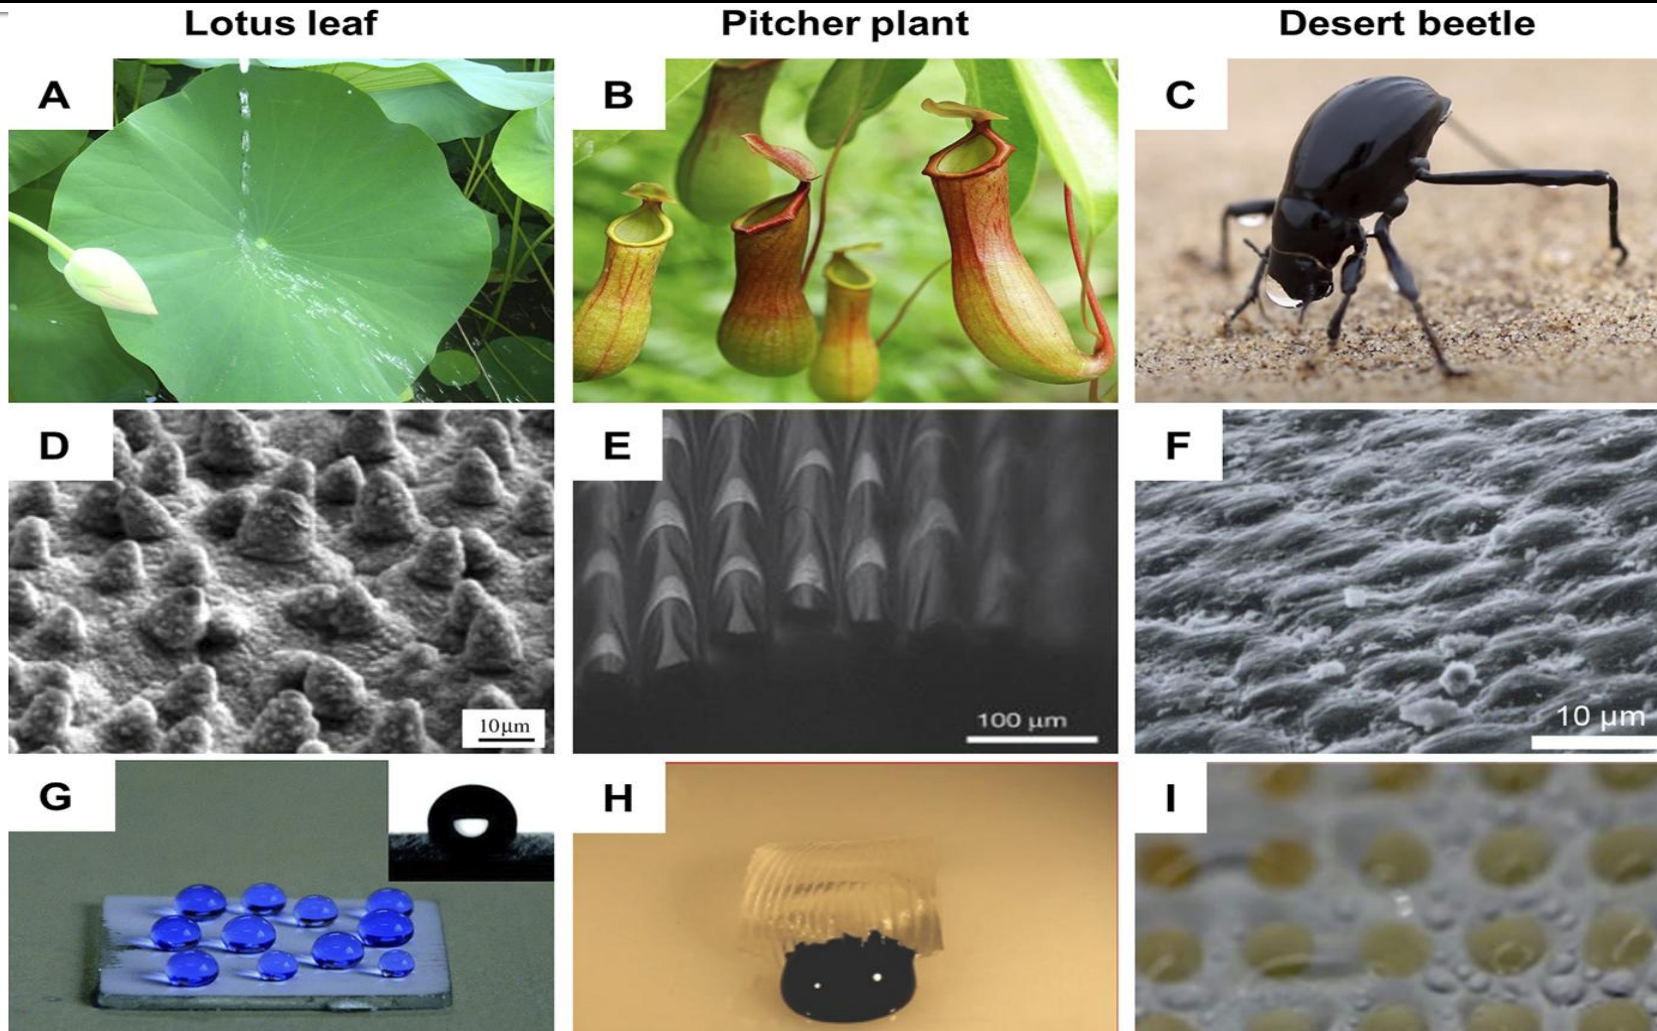 Lotus leaf
Pitcher plant
Desert beetle
A
B
C
D
E
F
10μm
100 μm
10 μm
G
H
I